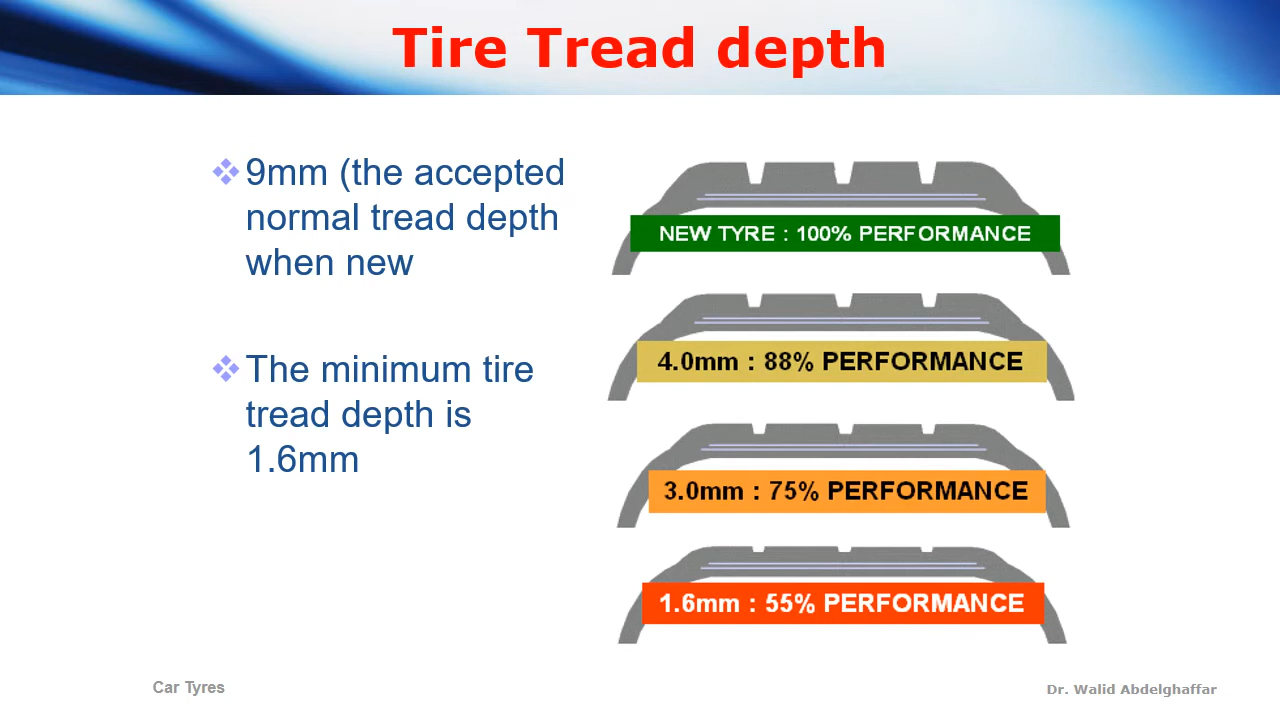 Tire Tread depth
9mm (the accepted
normal tread depth
when new
The minimum tire
tread depth is
1.6mm
NEW TYRE : 100% PERFORMANCE
4.0mm : 88% PERFORMANCE
3.0mm : 75% PERFORMANCE
1.6mm : 55% PERFORMANCE
Car Tyres
Dr. Walid Abdelghaffar